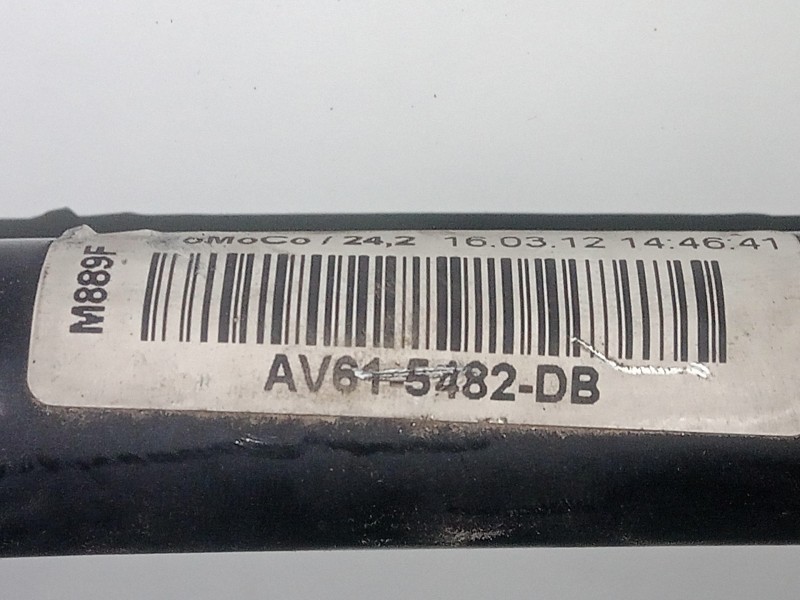 oMoCo / 24,2 16.03.12 14:46:41
M889F
AV61-5482-DB